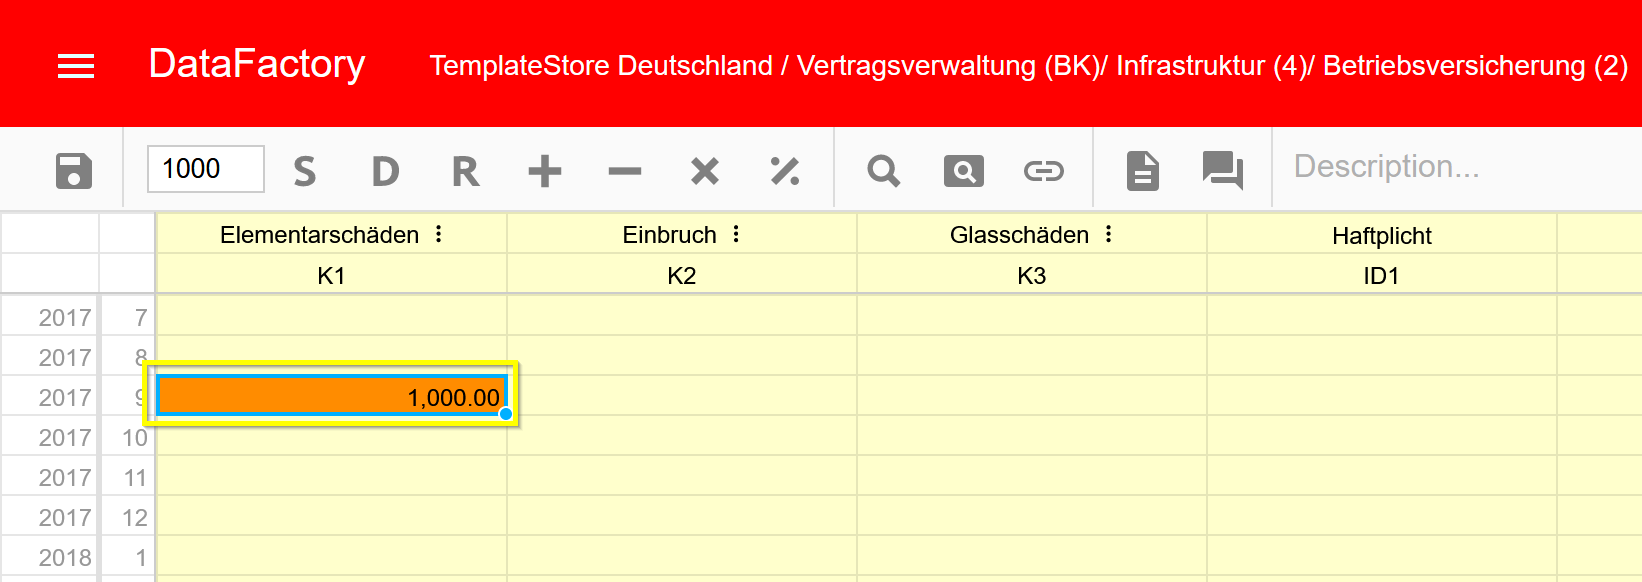 DataFactory TemplateStore Deutschland / Vertragsverwaltung (BK)/ Infrastruktur (4)/ Betriebsversicherung (2)
1000 S D R Description...
Elementarschäden Einbruch Glasschäden Haftplicht
K1 K2 K3 ID1
2017 7
2017 8
2017 9 1,000.00
2017 10
2017 11
2017 12
2018 1